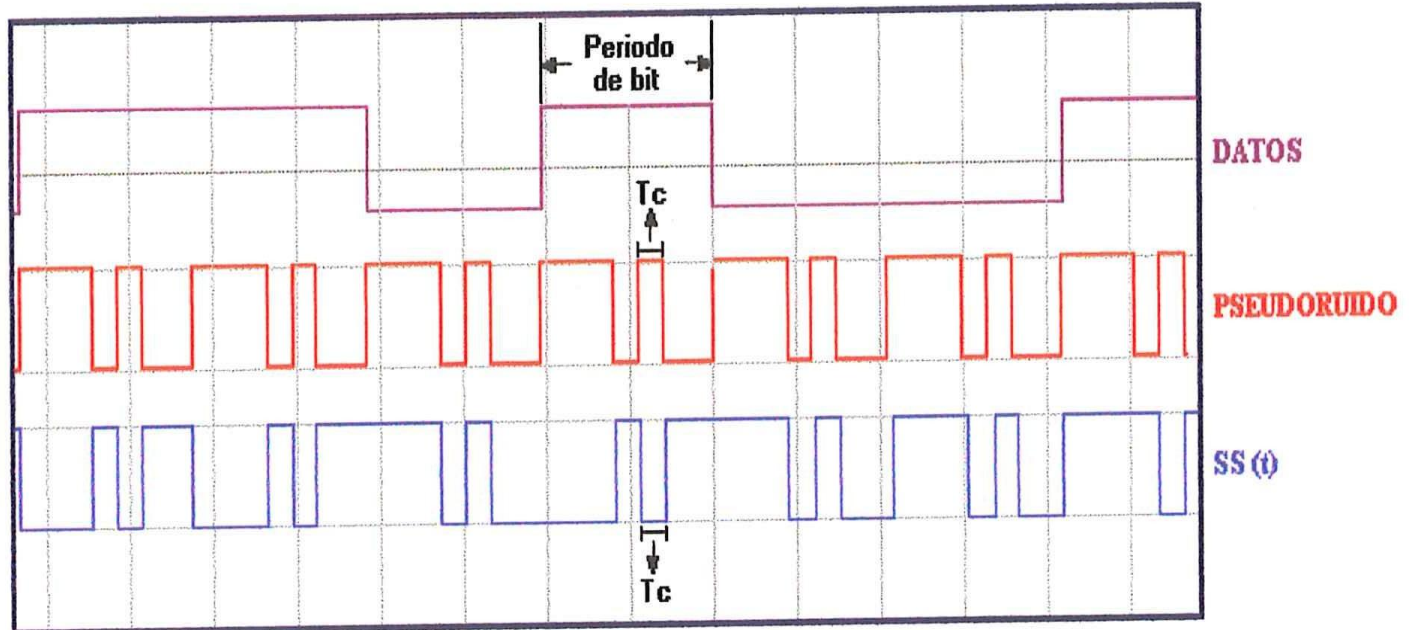 Periodo
de bit
DATOS
Tc
PSEUDORUIDO
SS (t)
Tc